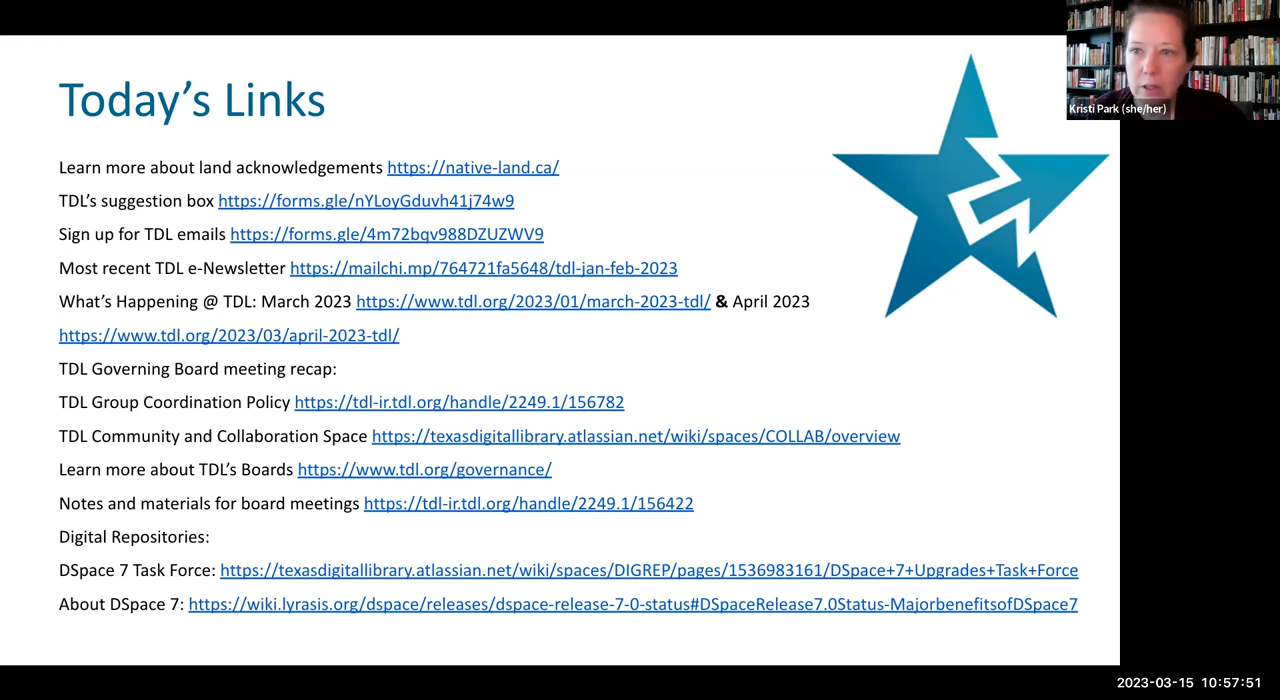 Today's Links
Kristi Park (she/her)
Learn more about land acknowledgements https://native-land.ca/
TDL's suggestion box https://forms.gle/nYLoyGduvh41j74w9
Sign up for TDL emails https://forms.gle/4m72bqv988DZUZWV9
Most recent TDL e-Newsletter https://mailchi.mp/764721fa5648/tdl-jan-feb-2023
What's Happening @ TDL: March 2023 https://www.tdl.org/2023/01/march-2023-tdl/ & April 2023
https://www.tdl.org/2023/03/april-2023-tdl/
TDL Governing Board meeting recap:
TDL Group Coordination Policy https://tdl-ir.tdl.org/handle/2249.1/156782
TDL Community and Collaboration Space https://texasdigitallibrary.atlassian.net/wiki/spaces/COLLAB/overview
Learn more about TDL's Boards https://www.tdl.org/governance/
Notes and materials for board meetings https://tdl-ir.tdl.org/handle/2249.1/156422
Digital Repositories:
DSpace 7 Task Force: https://texasdigitallibrary.atlassian.net/wiki/spaces/DIGREP/pages/1536983161/DSpace+7+Upgrades+Task+Force
About DSpace 7: https://wiki.lyrasis.org/dspace/releases/dspace-release-7-0-status#DSpaceRelease7.0Status-MajorbenefitsofDSpace7
2023-03-15 10:57:51